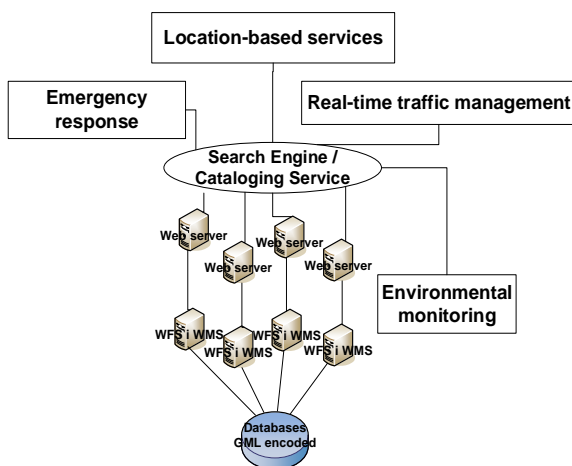 Location-based services
Emergency
response
Real-time traffic management
Search Engine /
Cataloging Service
Web server
Web server
Web server
Web server
Environmental
monitoring
WFS i WMS
WFS i WMS
WFS i WMS
WFS i WMS
Databases
GML encoded